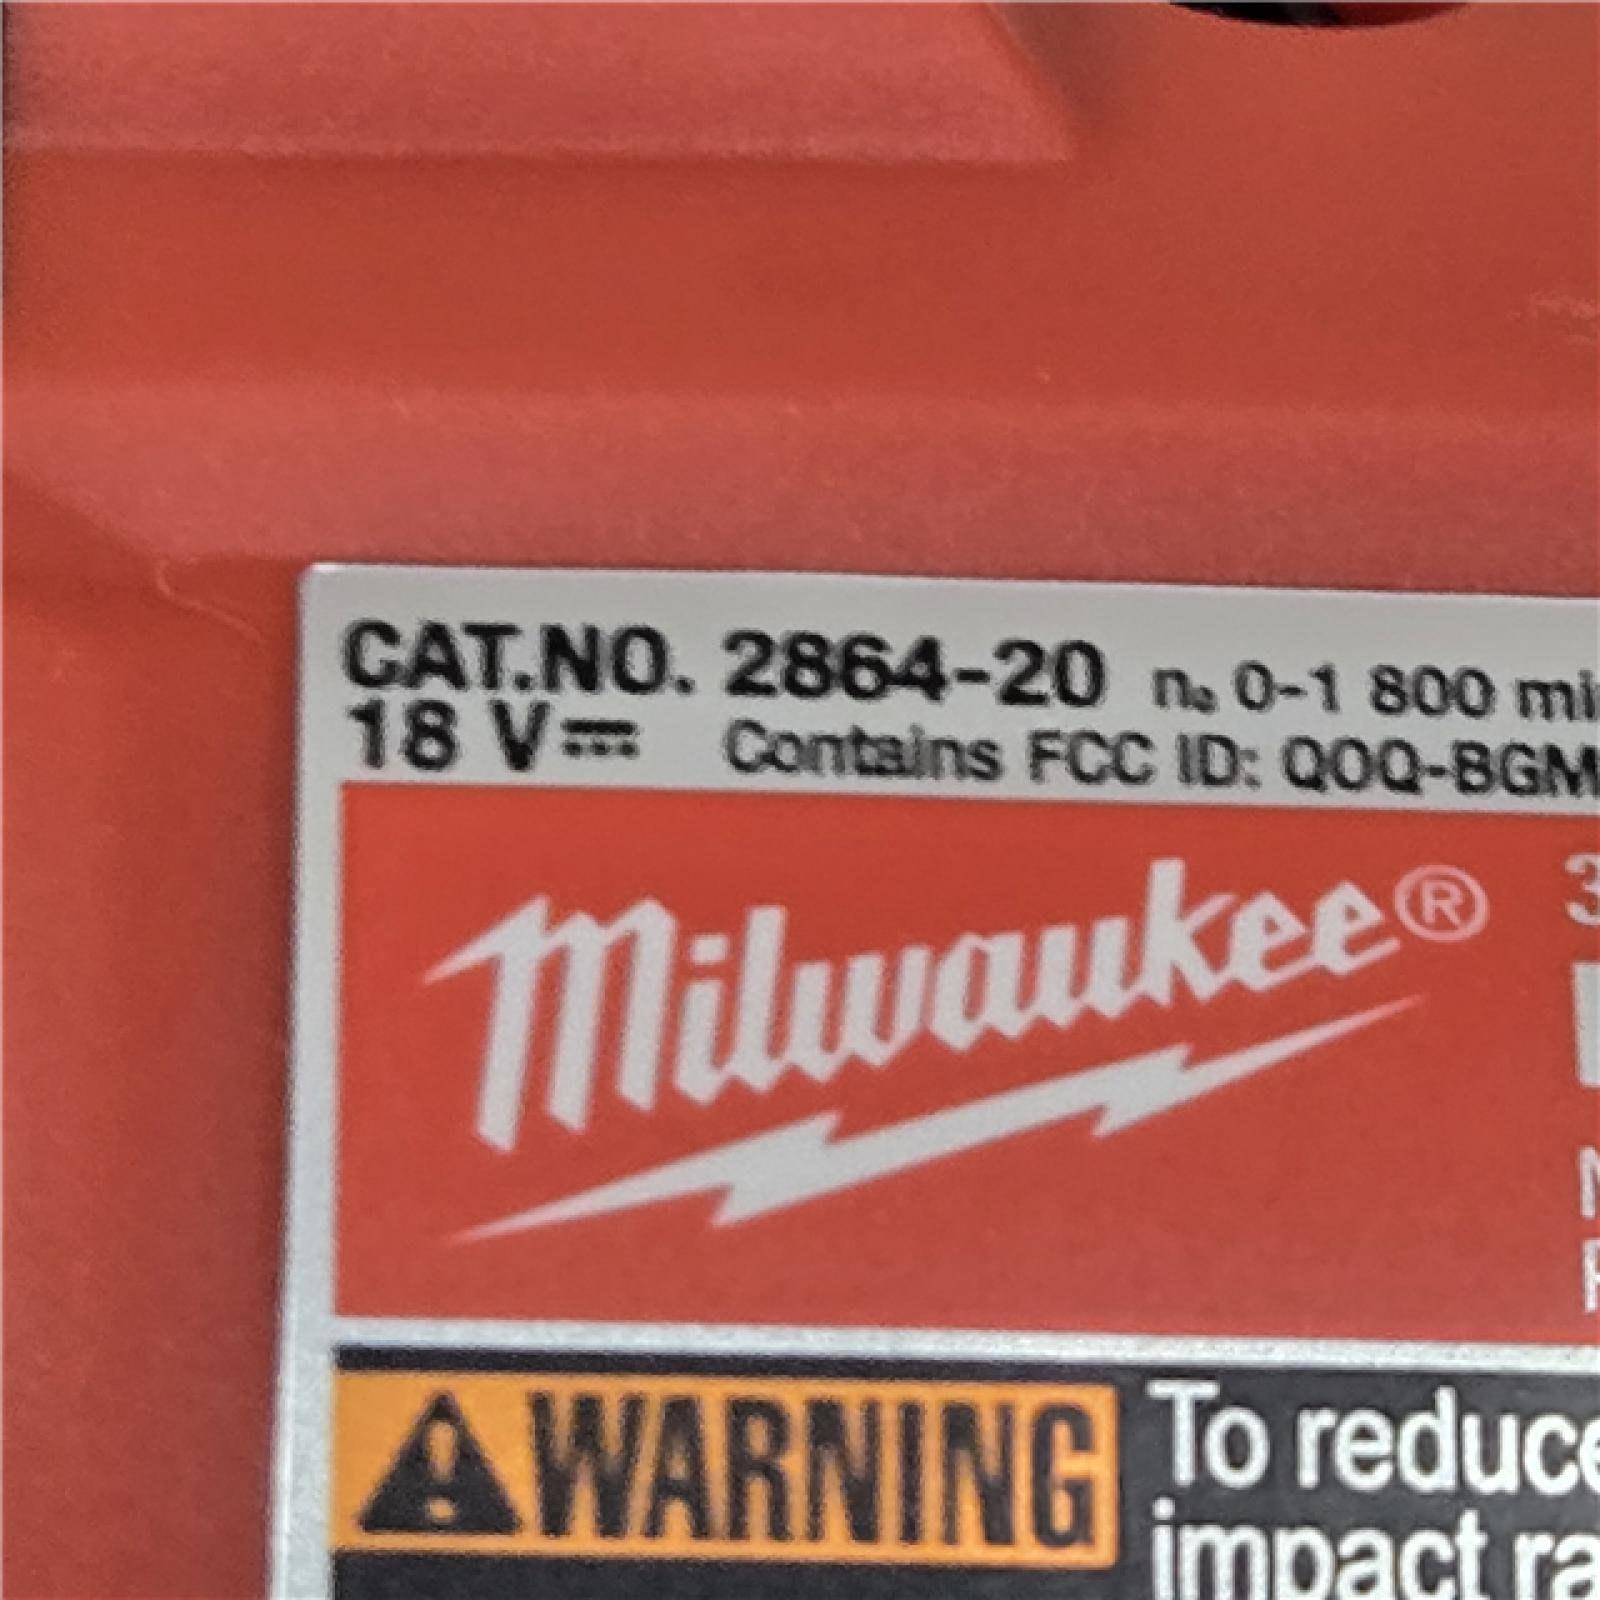 CAT.NO. 2864-20 n₀ 0-1 800
18 V⎓ Contains FCC ID: QOQ-BGM
Milwaukee®
3
WARNING To reduce
impact